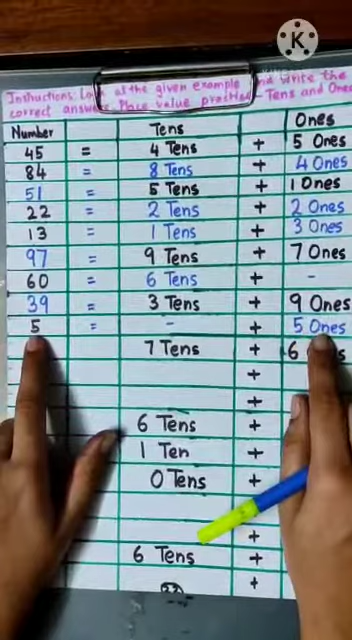 K
Instructions: Look at the given example and write the
correct answers. Place value practice - Tens and Ones
Number Tens Ones
45 = 4 Tens + 5 Ones
84 = 8 Tens + 4 Ones
51 = 5 Tens + 1 Ones
22 = 2 Tens + 2 Ones
13 = 1 Tens + 3 Ones
97 = 9 Tens + 7 Ones
60 = 6 Tens + -
39 = 3 Tens + 9 Ones
5 = - + 5 Ones
7 Tens + 6
+
+
6 Tens +
1 Ten +
0 Tens +
+
6 Tens +
+